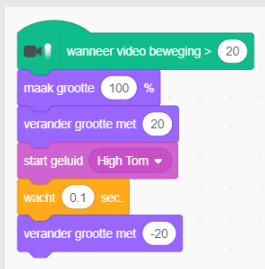 wanneer video beweging > 20
maak grootte 100 %
verander grootte met 20
start geluid High Tom
wacht 0.1 sec.
verander grootte met -20